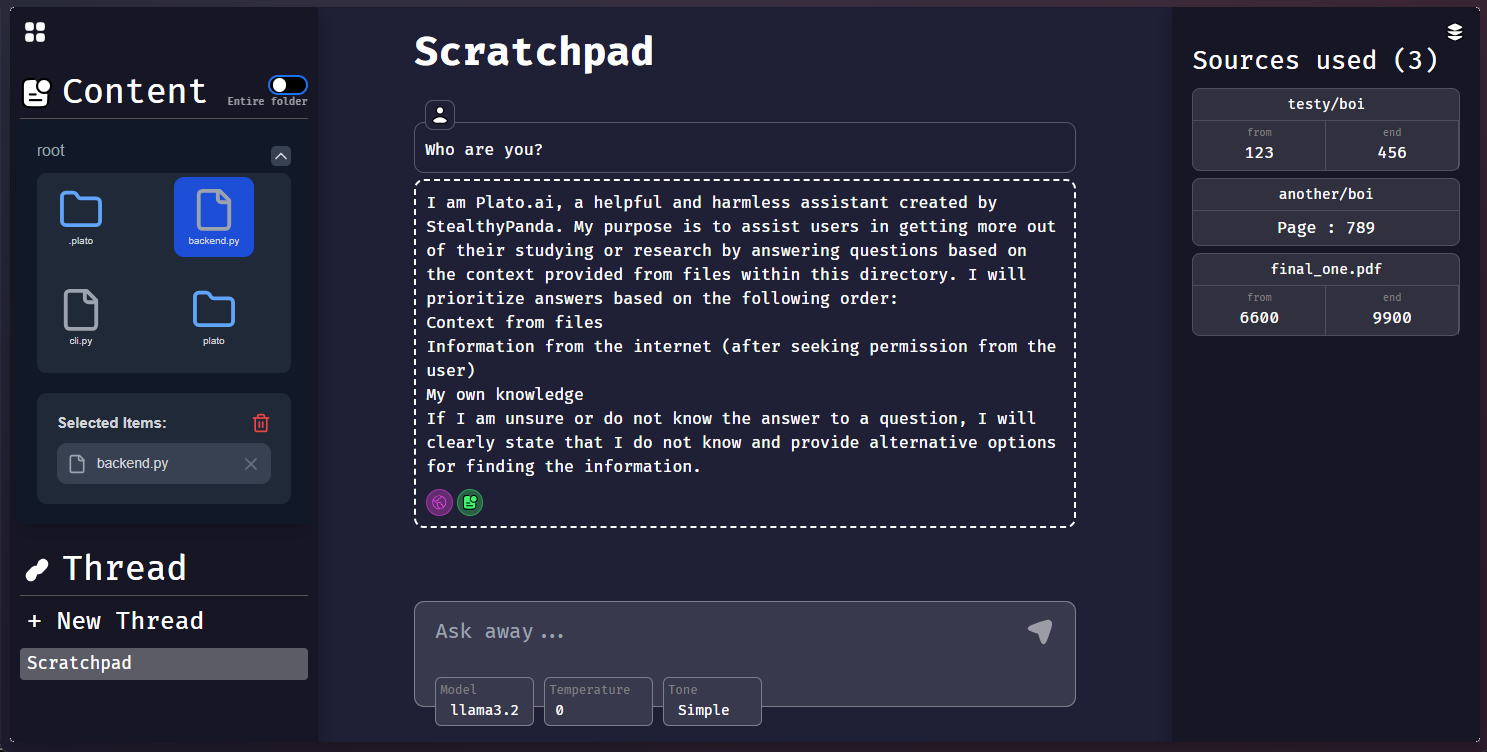 Content
Entire folder
root
.plato
backend.py
cli.py
plato
Selected Items:
backend.py
Thread
+ New Thread
Scratchpad
Scratchpad
Who are you?
I am Plato.ai, a helpful and harmless assistant created by
StealthyPanda. My purpose is to assist users in getting more out
of their studying or research by answering questions based on
the context provided from files within this directory. I will
prioritize answers based on the following order:
Context from files
Information from the internet (after seeking permission from the
user)
My own knowledge
If I am unsure or do not know the answer to a question, I will
clearly state that I do not know and provide alternative options
for finding the information.
Ask away...
Model
llama3.2
Temperature
0
Tone
Simple
Sources used (3)
testy/boi
from end
123 456
another/boi
Page : 789
final_one.pdf
from end
6600 9900